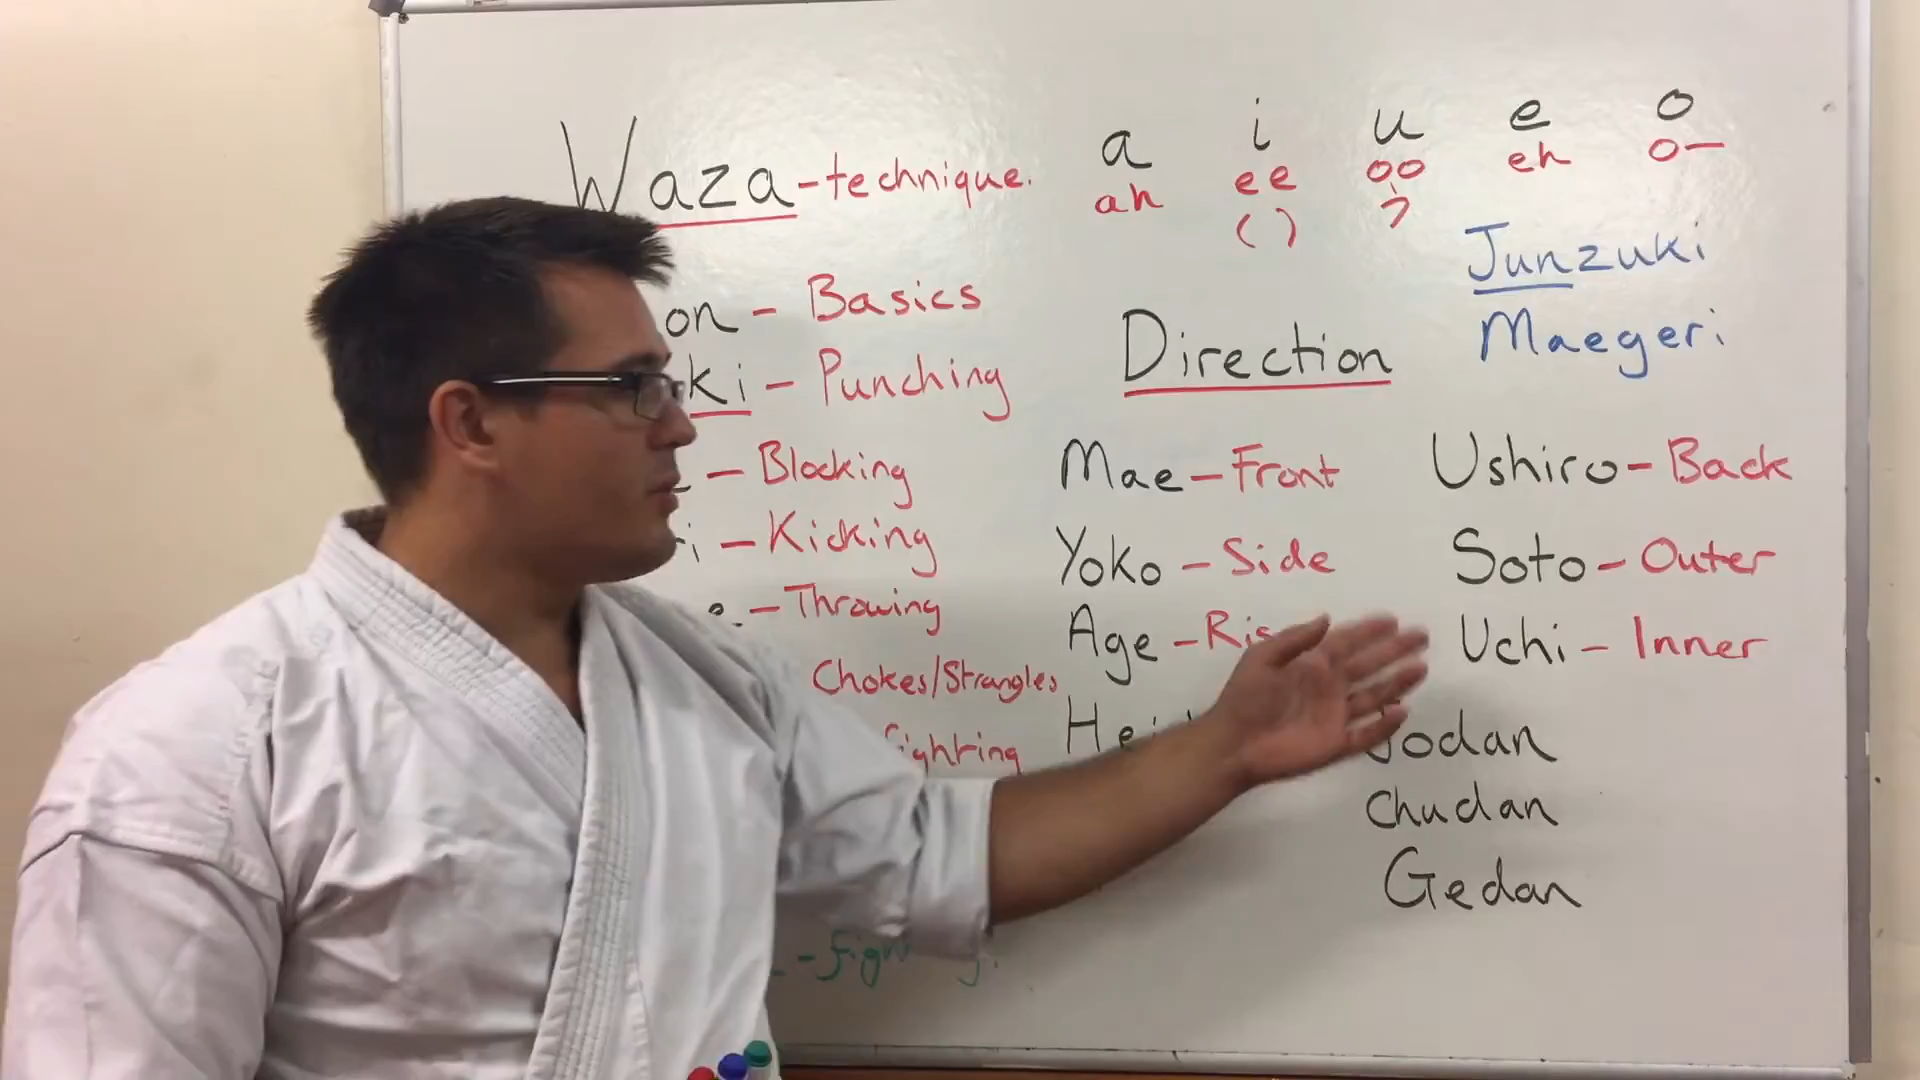 a i u e o
Waza - technique.
ah ee oo eh o—
( )
Junzuki
on - Basics
Direction
Maegeri
ki - Punching
- Blocking
Mae - Front
Ushiro - Back
i - Kicking
Yoko - Side
Soto - Outer
e - Throwing
Age - Ris
Uchi - Inner
Chokes/Strangles
fighting
Hei
Jodan
Chudan
Gedan